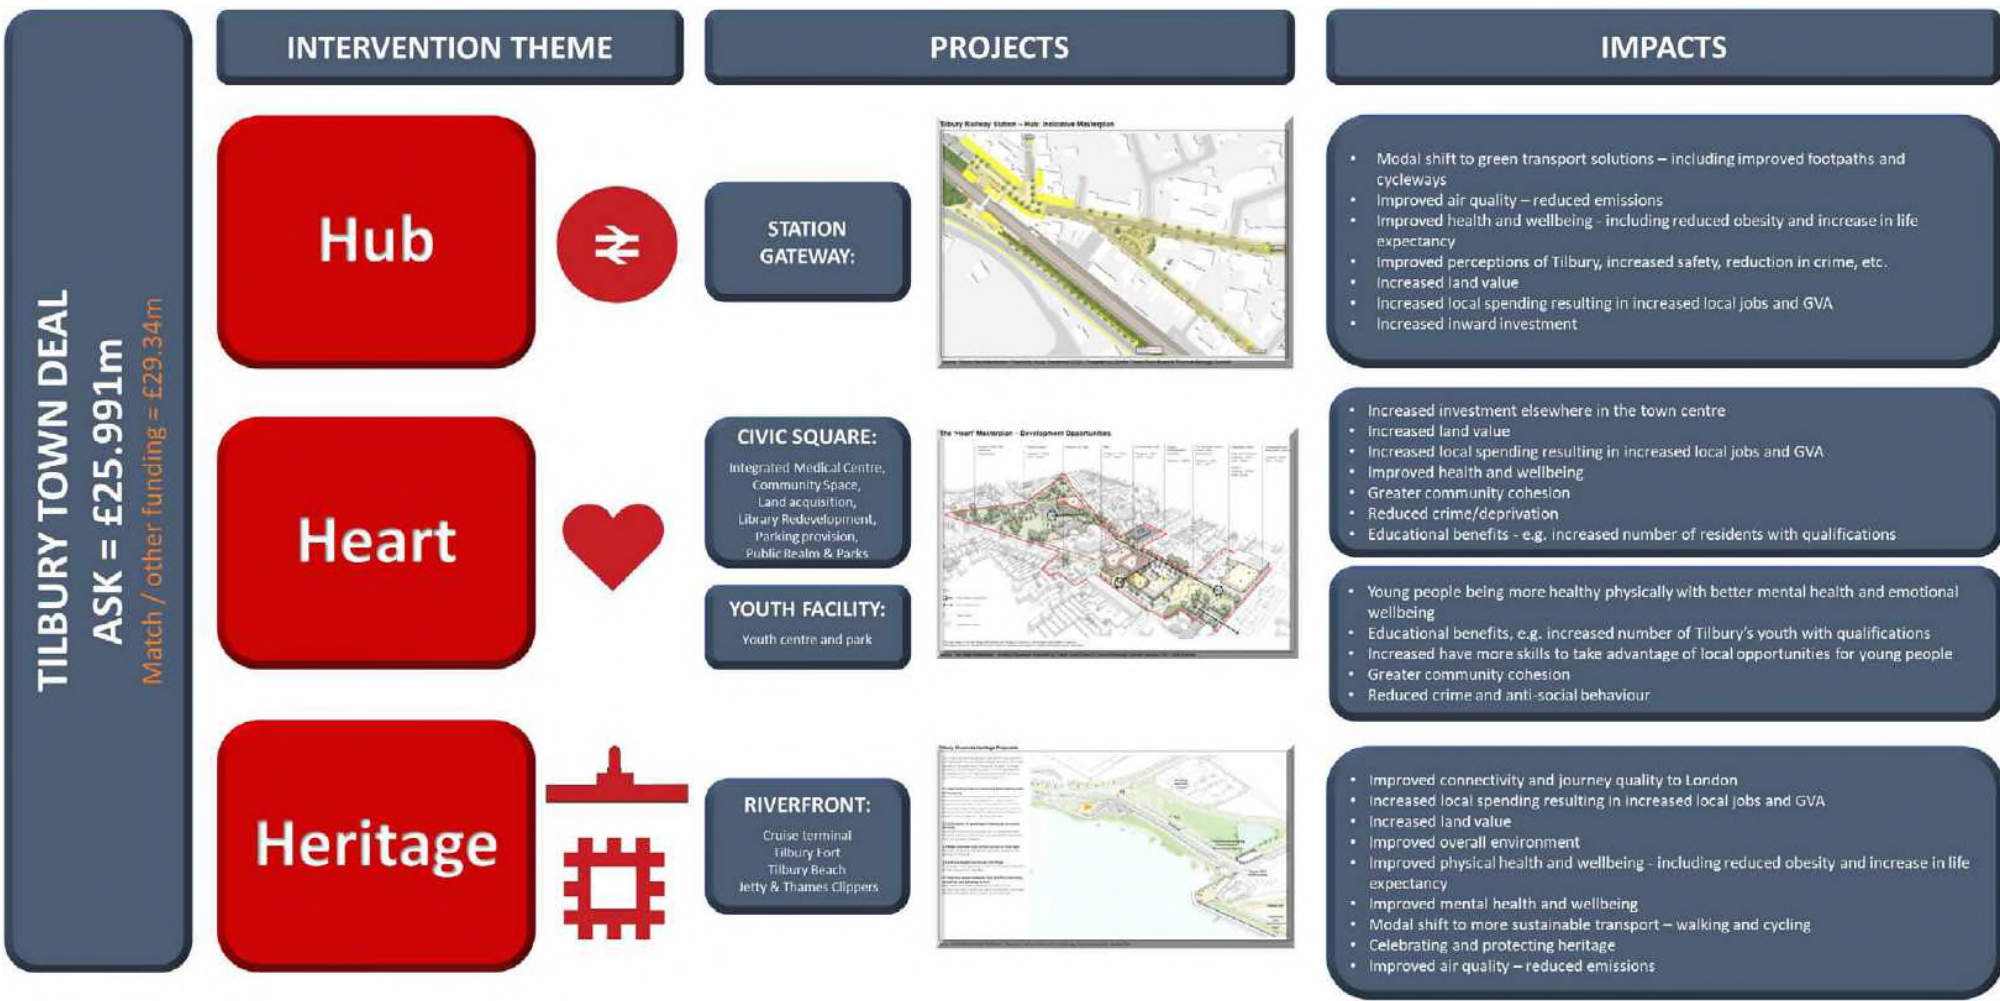 TILBURY TOWN DEAL
ASK = £25.991m
Match / other funding = £29.34m
INTERVENTION THEME
PROJECTS
IMPACTS
Hub
STATION
GATEWAY:
Tilbury Railway Station – Hub: Indicative Masterplan
• Modal shift to green transport solutions – including improved footpaths and
cycleways
• Improved air quality – reduced emissions
• Improved health and wellbeing - including reduced obesity and increase in life
expectancy
• Improved perceptions of Tilbury, increased safety, reduction in crime, etc.
• Increased land value
• Increased local spending resulting in increased local jobs and GVA
• Increased inward investment
Heart
CIVIC SQUARE:
Integrated Medical Centre,
Community Space,
Land acquisition,
Library Redevelopment,
Parking provision,
Public Realm & Parks
YOUTH FACILITY:
Youth centre and park
The 'Heart' Masterplan – Development Opportunities
• Increased investment elsewhere in the town centre
• Increased land value
• Increased local spending resulting in increased local jobs and GVA
• Improved health and wellbeing
• Greater community cohesion
• Reduced crime/deprivation
• Educational benefits - e.g. increased number of residents with qualifications
• Young people being more healthy physically with better mental health and emotional
wellbeing
• Educational benefits, e.g. increased number of Tilbury's youth with qualifications
• Increased have more skills to take advantage of local opportunities for young people
• Greater community cohesion
• Reduced crime and anti-social behaviour
Heritage
RIVERFRONT:
Cruise terminal
Tilbury Fort
Tilbury Beach
Jetty & Thames Clippers
• Improved connectivity and journey quality to London
• Increased local spending resulting in increased local jobs and GVA
• Increased land value
• Improved overall environment
• Improved physical health and wellbeing - including reduced obesity and increase in life
expectancy
• Improved mental health and wellbeing
• Modal shift to more sustainable transport – walking and cycling
• Celebrating and protecting heritage
• Improved air quality – reduced emissions